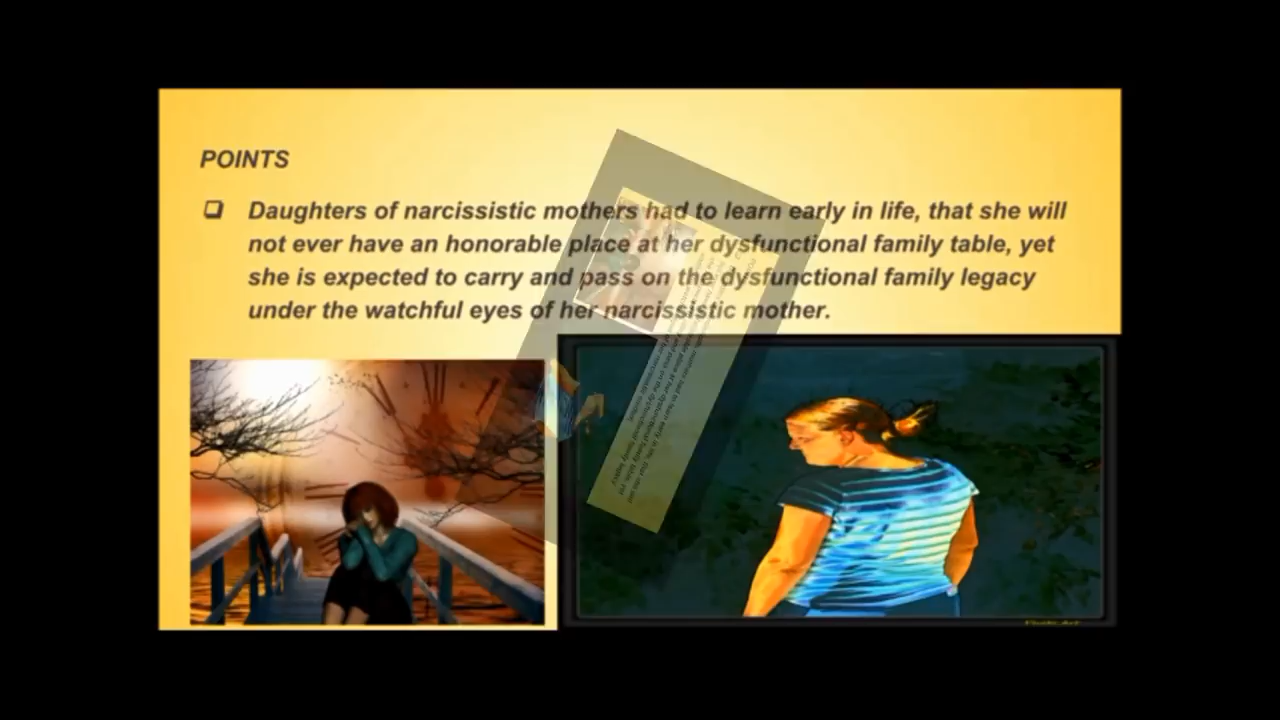 POINTS
Daughters of narcissistic mothers had to learn early in life, that she will
not ever have an honorable place at her dysfunctional family table, yet
she is expected to carry and pass on the dysfunctional family legacy
under the watchful eyes of her narcissistic mother.